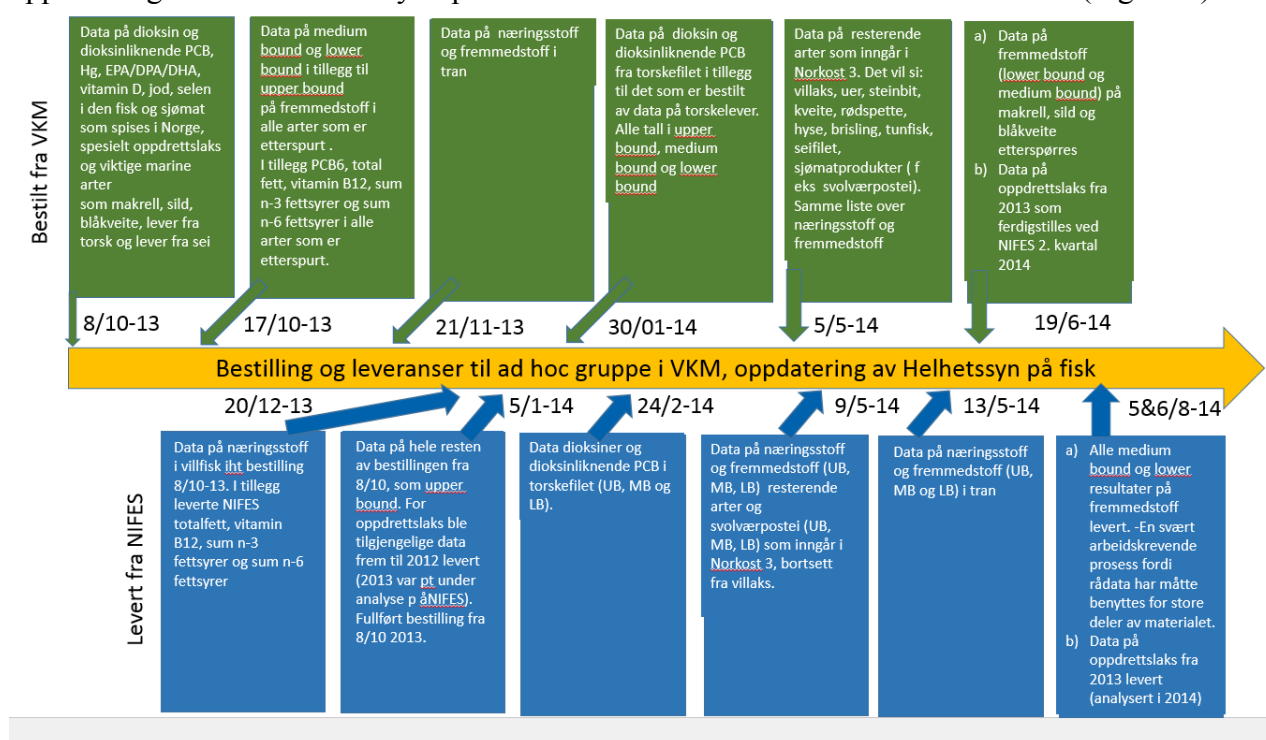 Data på dioksin og
dioksinliknende PCB,
Hg, EPA/DPA/DHA,
vitamin D, jod, selen
i den fisk og sjømat
som spises i Norge,
spesielt oppdrettslaks
og viktige marine
arter
som makrell, sild,
blåkveite, lever fra
torsk og lever fra sei
Data på medium
bound og lower
bound i tillegg til
upper bound
på fremmedstoff i
alle arter som er
etterspurt .
I tillegg PCB6, total
fett, vitamin B12, sum
n-3 fettsyrer og sum
n-6 fettsyrer i alle
arter som er
etterspurt.
Data på næringsstoff
og fremmedstoff i
tran
Data på dioksin og
dioksinliknende PCB
fra torskefilet i tillegg
til det som er bestilt
av data på torskelever.
Alle tall i upper
bound, medium
bound og lower
bound
Data på resterende
arter som inngår i
Norkost 3. Det vil si:
villaks, uer, steinbit,
kveite, rødspette,
hyse, brisling, tunfisk,
seifilet,
sjømatprodukter ( f
eks svolværpostei).
Samme liste over
næringsstoff og
fremmedstoff
a) Data på
fremmedstoff
(lower bound og
medium bound) på
makrell, sild og
blåkveite
etterspørres
b) Data på
oppdrettslaks fra
2013 som
ferdigstilles ved
NIFES 2. kvartal
2014
Bestilt fra VKM
8/10-13
17/10-13
21/11-13
30/01-14
5/5-14
19/6-14
Bestilling og leveranser til ad hoc gruppe i VKM, oppdatering av Helhetssyn på fisk
20/12-13
5/1-14
24/2-14
9/5-14
13/5-14
5&6/8-14
Levert fra NIFES
Data på næringsstoff
i villfisk iht bestilling
8/10-13. I tillegg
leverte NIFES
totalfett, vitamin
B12, sum n-3
fettsyrer og sum n-6
fettsyrer
Data på hele resten
av bestillingen fra
8/10, som upper
bound. For
oppdrettslaks ble
tilgjengelige data
frem til 2012 levert
(2013 var pt under
analyse p åNIFES).
Fullført bestilling fra
8/10 2013.
Data dioksiner og
dioksinliknende PCB i
torskefilet (UB, MB og
LB).
Data på næringsstoff
og fremmedstoff (UB,
MB, LB) resterende
arter og
svolværpostei (UB,
MB, LB) som inngår i
Norkost 3, bortsett
fra villaks.
Data på næringsstoff
og fremmedstoff (UB,
MB og LB) i tran
a) Alle medium
bound og lower
resultater på
fremmedstoff
levert. -En svært
arbeidskrevende
prosess fordi
rådata har måtte
benyttes for store
deler av materialet.
b) Data på
oppdrettslaks fra
2013 levert
(analysert i 2014)